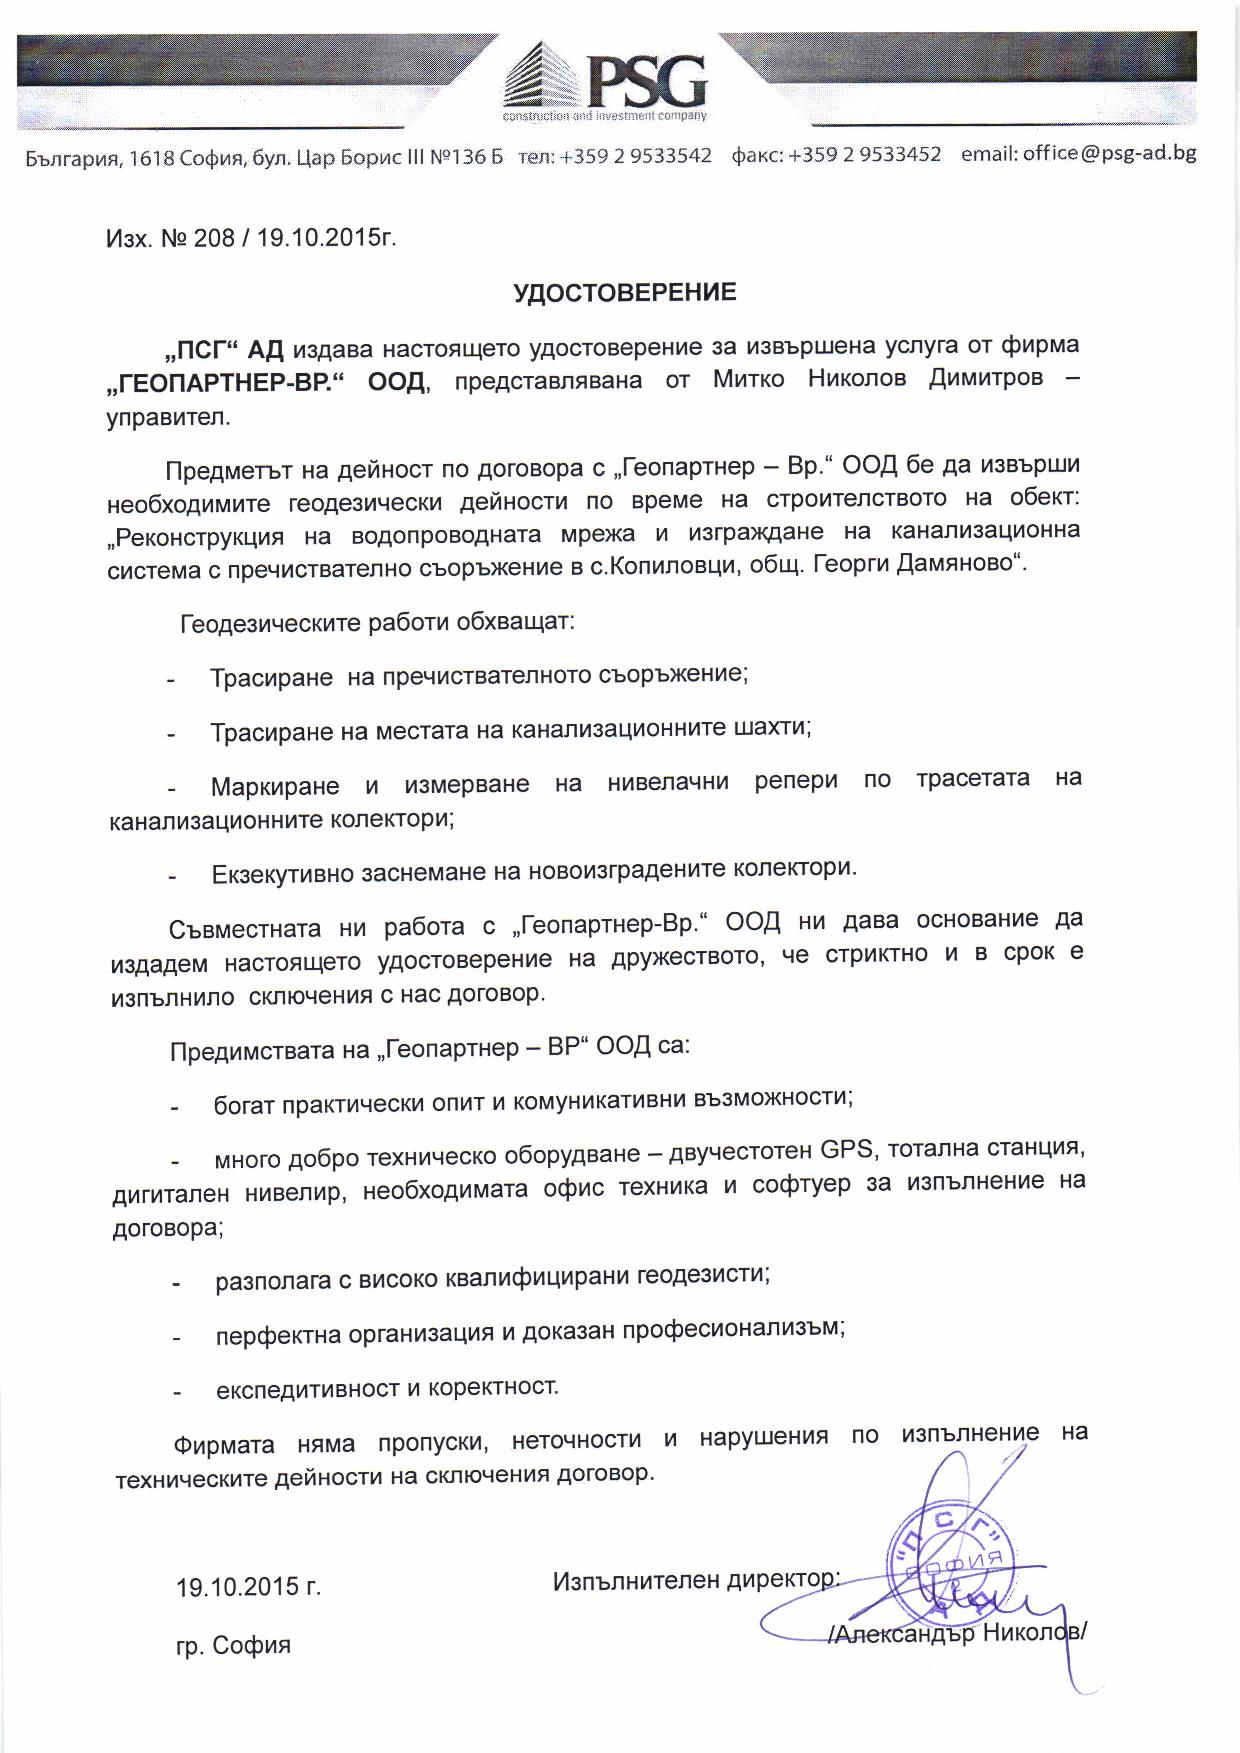 PSG
construction and investment company
България, 1618 София, бул. Цар Борис III №136 Б тел: +359 2 9533542 факс: +359 2 9533452 email: office@psg-ad.bg
Изх. № 208 / 19.10.2015г.
УДОСТОВЕРЕНИЕ
„ПСГ“ АД издава настоящето удостоверение за извършена услуга от фирма
„ГЕОПАРТНЕР-ВР.“ ООД, представлявана от Митко Николов Димитров –
управител.
Предметът на дейност по договора с „Геопартнер – Вр.“ ООД бе да извърши
необходимите геодезически дейности по време на строителството на обект:
„Реконструкция на водопроводната мрежа и изграждане на канализационна
система с пречиствателно съоръжение в с.Копиловци, общ. Георги Дамяново“.
Геодезическите работи обхващат:
- Трасиране на пречиствателното съоръжение;
- Трасиране на местата на канализационните шахти;
- Маркиране и измерване на нивелачни репери по трасетата на
канализационните колектори;
- Екзекутивно заснемане на новоизградените колектори.
Съвместната ни работа с „Геопартнер-Вр.“ ООД ни дава основание да
издадем настоящето удостоверение на дружеството, че стриктно и в срок е
изпълнило сключения с нас договор.
Предимствата на „Геопартнер – ВР“ ООД са:
- богат практически опит и комуникативни възможности;
- много добро техническо оборудване – двучестотен GPS, тотална станция,
дигитален нивелир, необходимата офис техника и софтуер за изпълнение на
договора;
- разполага с високо квалифицирани геодезисти;
- перфектна организация и доказан професионализъм;
- експедитивност и коректност.
Фирмата няма пропуски, неточности и нарушения по изпълнение на
техническите дейности на сключения договор.
19.10.2015 г.
Изпълнителен директор:
"ПСГ"
СОФИЯ
АД
гр. София
/Александър Николов/